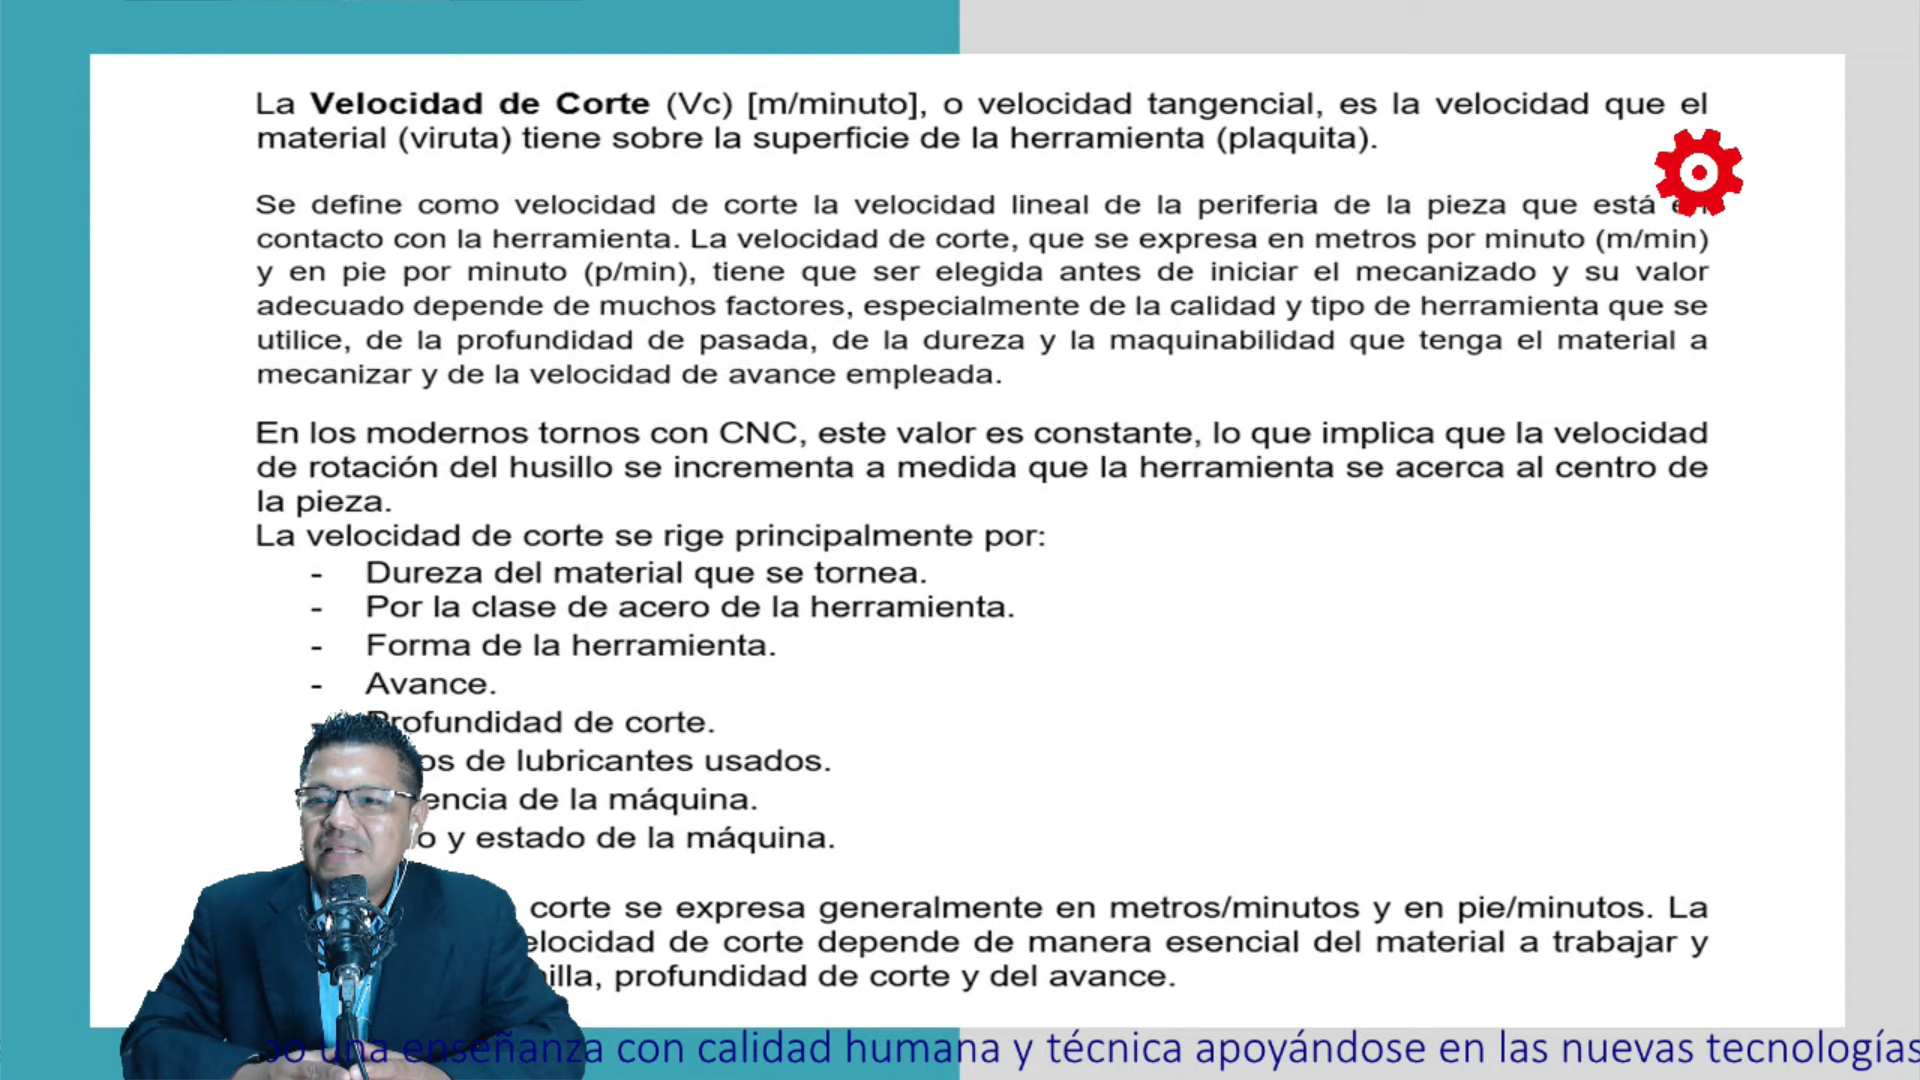 La Velocidad de Corte (Vc) [m/minuto], o velocidad tangencial, es la velocidad que el
material (viruta) tiene sobre la superficie de la herramienta (plaquita).
Se define como velocidad de corte la velocidad lineal de la periferia de la pieza que está en
contacto con la herramienta. La velocidad de corte, que se expresa en metros por minuto (m/min)
y en pie por minuto (p/min), tiene que ser elegida antes de iniciar el mecanizado y su valor
adecuado depende de muchos factores, especialmente de la calidad y tipo de herramienta que se
utilice, de la profundidad de pasada, de la dureza y la maquinabilidad que tenga el material a
mecanizar y de la velocidad de avance empleada.
En los modernos tornos con CNC, este valor es constante, lo que implica que la velocidad
de rotación del husillo se incrementa a medida que la herramienta se acerca al centro de
la pieza.
La velocidad de corte se rige principalmente por:
- Dureza del material que se tornea.
- Por la clase de acero de la herramienta.
- Forma de la herramienta.
- Avance.
- Profundidad de corte.
de lubricantes usados.
de la máquina.
y estado de la máquina.
corte se expresa generalmente en metros/minutos y en pie/minutos. La
de corte depende de manera esencial del material a trabajar y
profundidad de corte y del avance.
una enseñanza con calidad humana y técnica apoyándose en las nuevas tecnologías